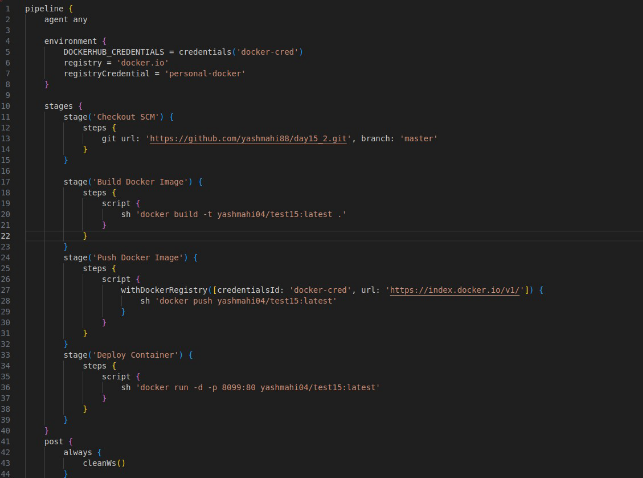 1 pipeline {
2     agent any
3
4     environment {
5         DOCKERHUB_CREDENTIALS = credentials('docker-cred')
6         registry = 'docker.io'
7         registryCredential = 'personal-docker'
8     }
9
10     stages {
11         stage('Checkout SCM') {
12             steps {
13                 git url: 'https://github.com/yashmahi88/day15_2.git', branch: 'master'
14             }
15         }
16
17         stage('Build Docker Image') {
18             steps {
19                 script {
20                     sh 'docker build -t yashmahi04/test15:latest .'
21                 }
22             }
23         }
24         stage('Push Docker Image') {
25             steps {
26                 script {
27                     withDockerRegistry([credentialsId: 'docker-cred', url: 'https://index.docker.io/v1/']) {
28                         sh 'docker push yashmahi04/test15:latest'
29                     }
30                 }
31             }
32         }
33         stage('Deploy Container') {
34             steps {
35                 script {
36                     sh 'docker run -d -p 8099:80 yashmahi04/test15:latest'
37                 }
38             }
39         }
40     }
41     post {
42         always {
43             cleanWs()
44         }